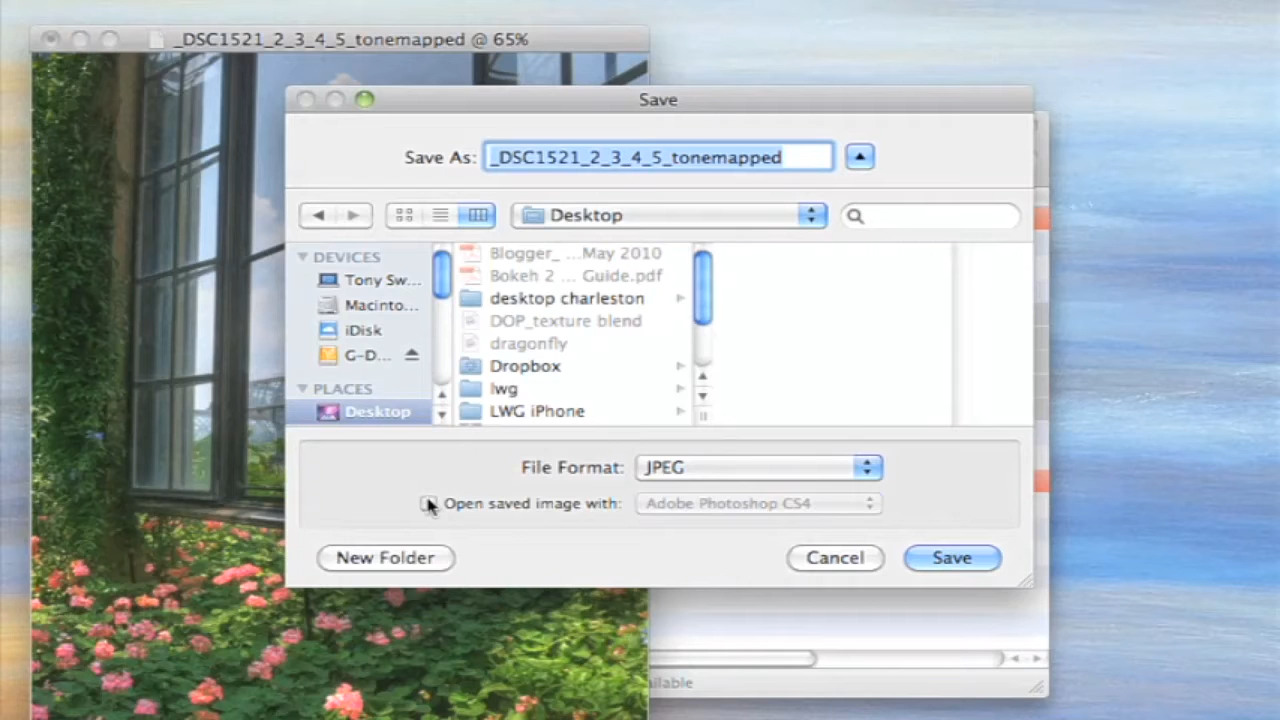 _DSC1521_2_3_4_5_tonemapped @ 65%
Save
Save As: _DSC1521_2_3_4_5_tonemapped
Desktop
DEVICES
Tony Sw...
Macinto...
iDisk
G-D...
PLACES
Desktop
Blogger_ ...May 2010
Bokeh 2 ... Guide.pdf
desktop charleston
DOP_texture blend
dragonfly
Dropbox
lwg
LWG iPhone
File Format: JPEG
Open saved image with: Adobe Photoshop CS4
New Folder
Cancel
Save